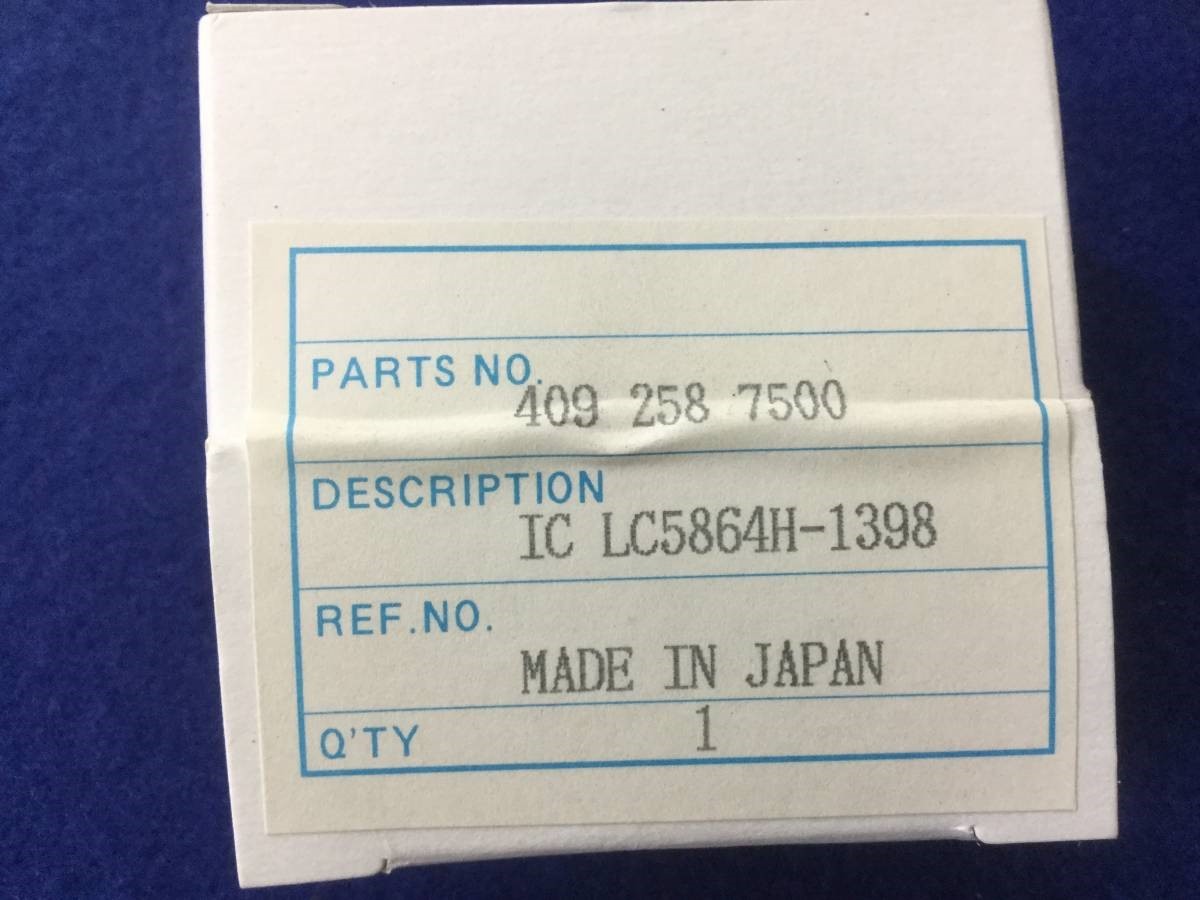 PARTS NO.
409 258 7500
DESCRIPTION
IC LC5864H-1398
REF.NO.
MADE IN JAPAN
Q'TY 1